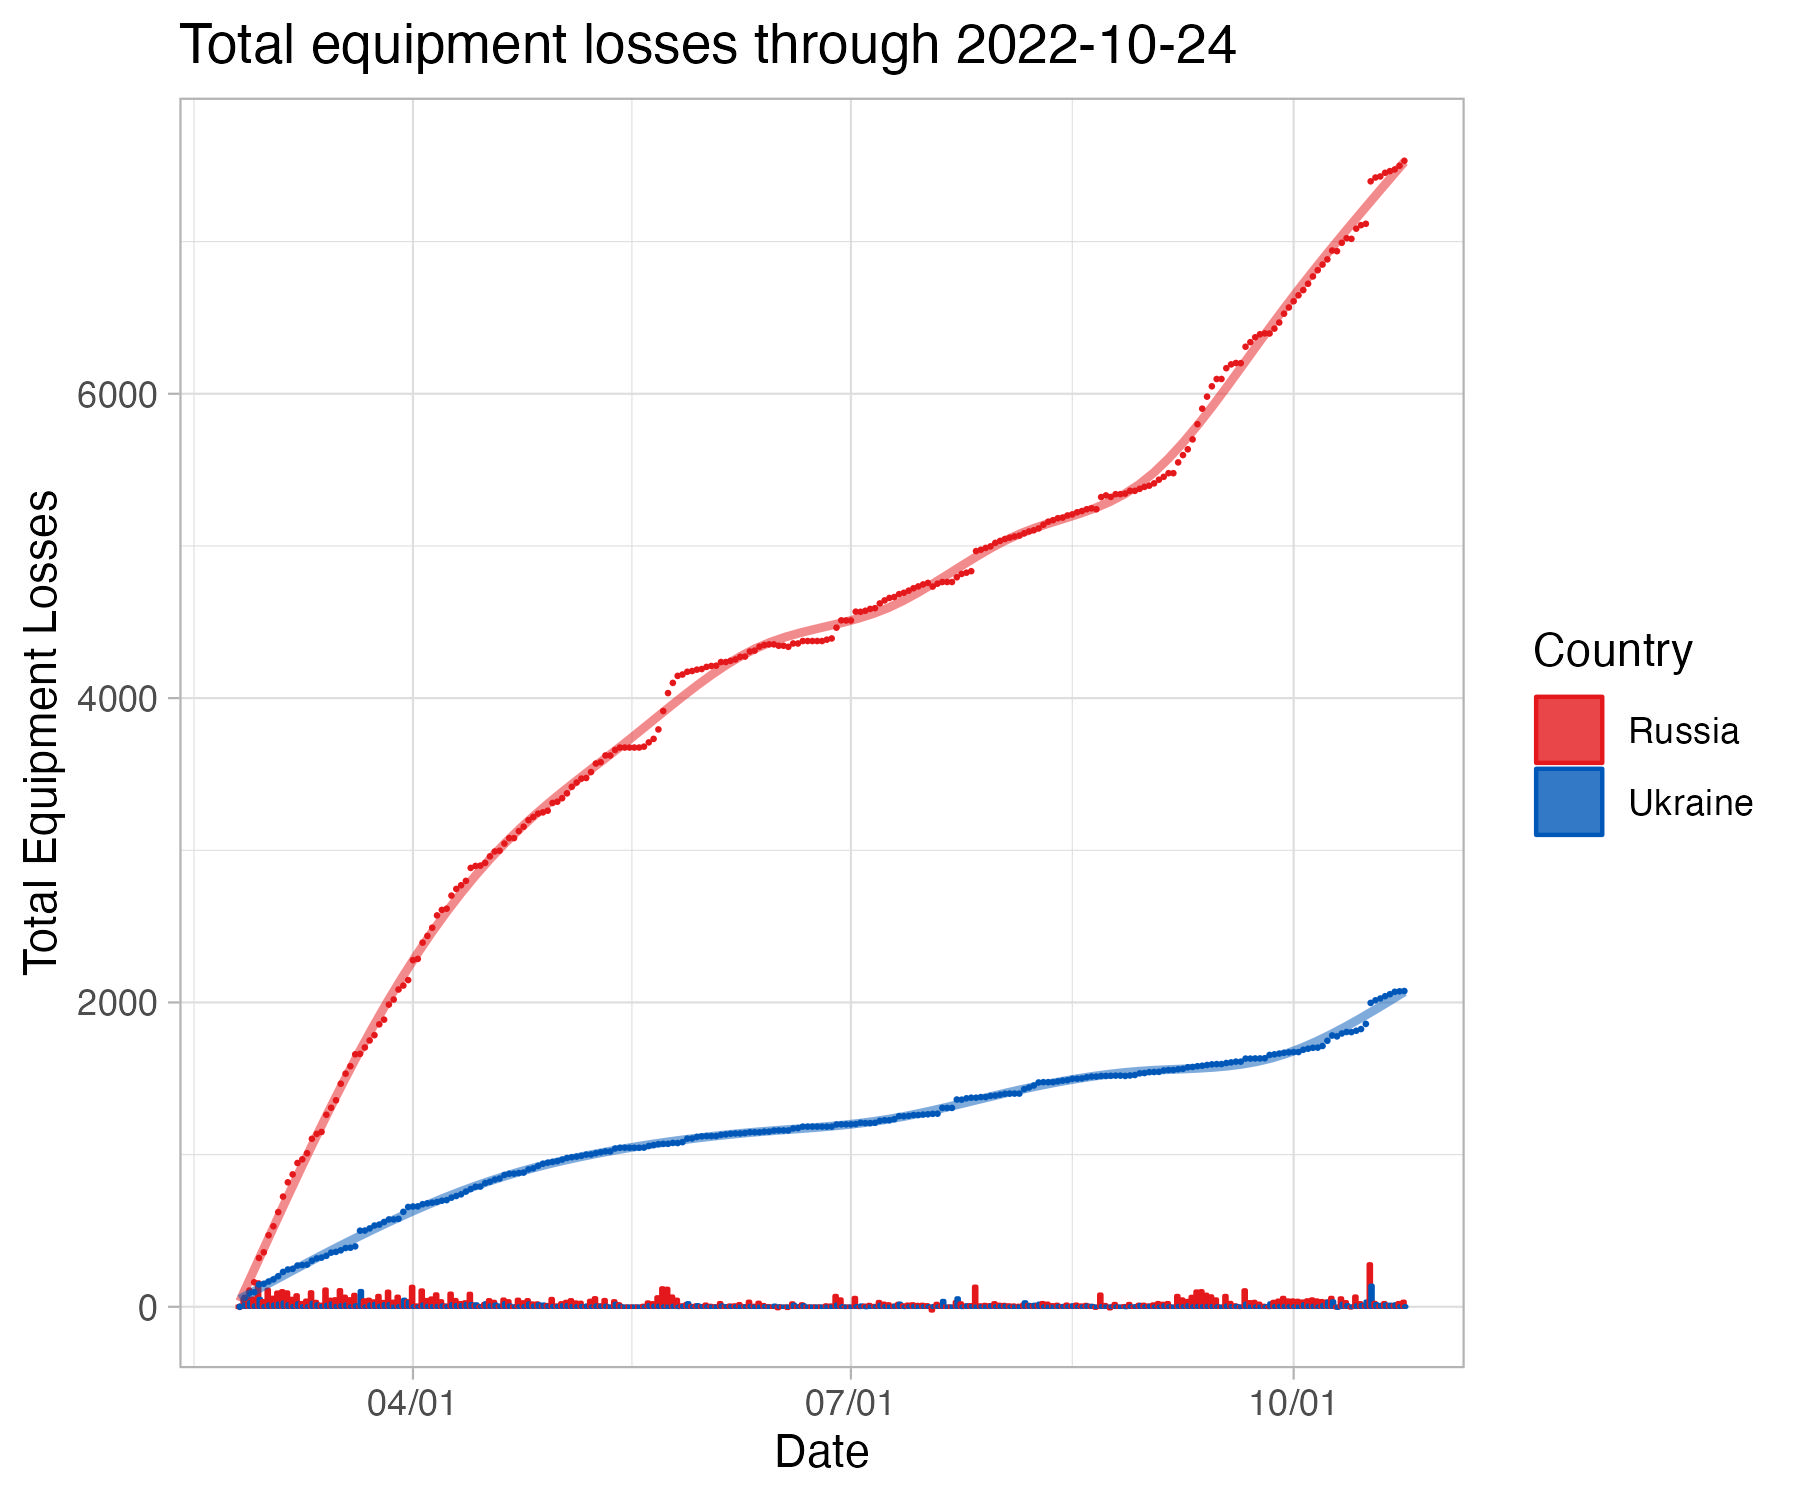 Total equipment losses through 2022-10-24
Total Equipment Losses
6000
4000
2000
0
04/01
07/01
10/01
Date
Country
Russia
Ukraine